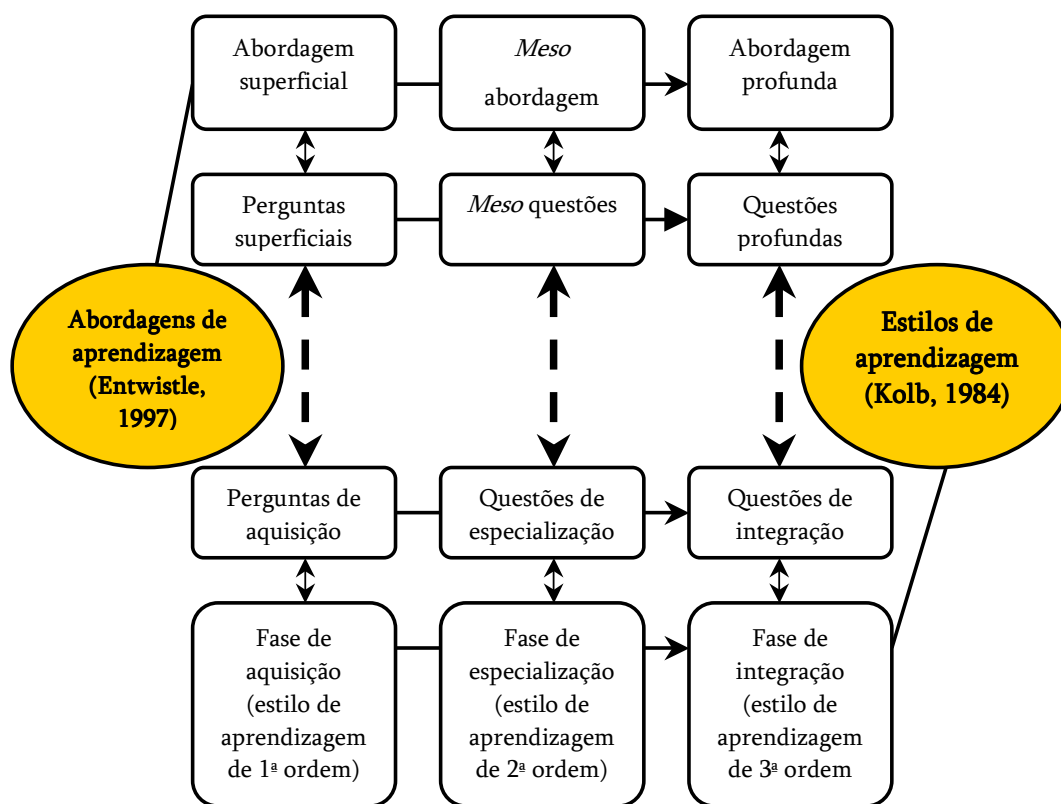 Abordagem
superficial
Meso
abordagem
Abordagem
profunda
Perguntas
superficiais
Meso questões
Questões
profundas
Abordagens de
aprendizagem
(Entwistle,
1997)
Estilos de
aprendizagem
(Kolb, 1984)
Perguntas de
aquisição
Questões de
especialização
Questões de
integração
Fase de
aquisição
(estilo de
aprendizagem
de 1ª ordem)
Fase de
especialização
(estilo de
aprendizagem
de 2ª ordem)
Fase de
integração
(estilo de
aprendizagem
de 3ª ordem